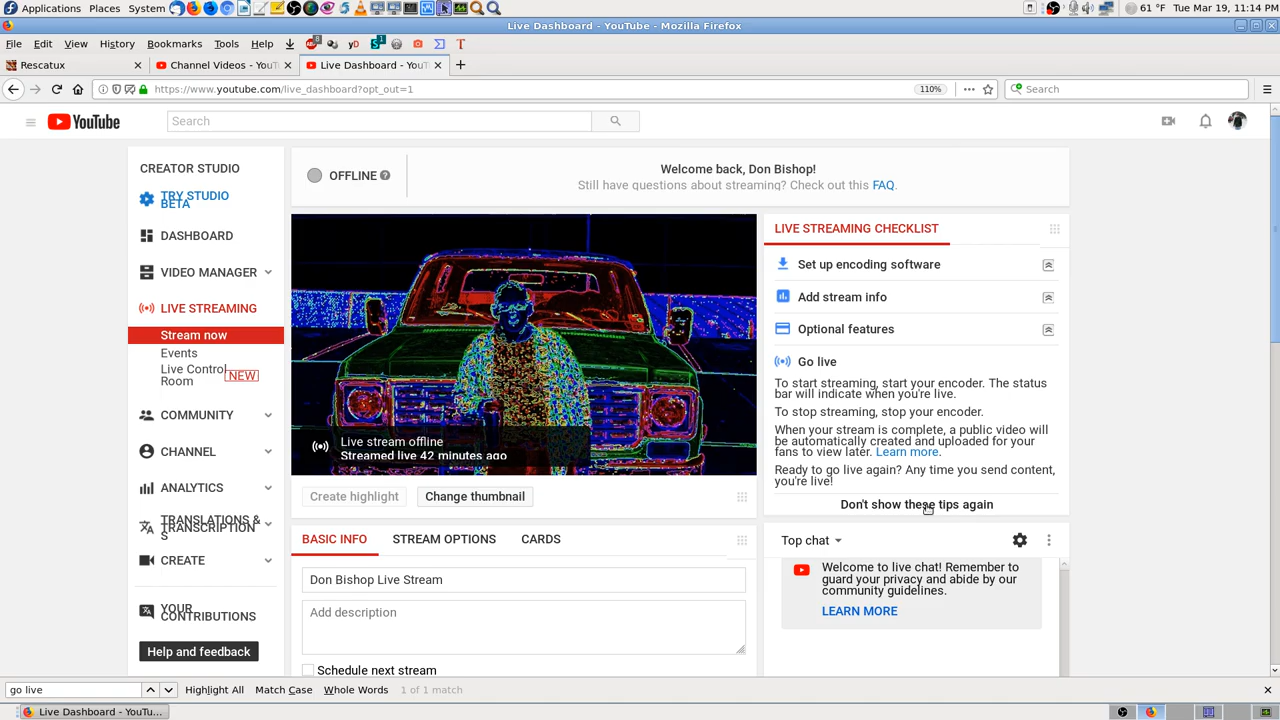 Applications Places System
61 °F Tue Mar 19, 11:14 PM
Live Dashboard - YouTube - Mozilla Firefox
File Edit View History Bookmarks Tools Help
Rescatux
Channel Videos - YouT
Live Dashboard - YouT
https://www.youtube.com/live_dashboard?opt_out=1
110%
Search
YouTube
Search
CREATOR STUDIO
TRY STUDIO
BETA
DASHBOARD
VIDEO MANAGER
LIVE STREAMING
Stream now
Events
Live Control
Room
NEW
COMMUNITY
CHANNEL
ANALYTICS
TRANSLATIONS &
TRANSCRIPTION
S
CREATE
YOUR
CONTRIBUTIONS
Help and feedback
OFFLINE
Welcome back, Don Bishop!
Still have questions about streaming? Check out this FAQ.
Live stream offline
Streamed live 42 minutes ago
Create highlight
Change thumbnail
BASIC INFO
STREAM OPTIONS
CARDS
Don Bishop Live Stream
Add description
Schedule next stream
LIVE STREAMING CHECKLIST
Set up encoding software
Add stream info
Optional features
Go live
To start streaming, start your encoder. The status
bar will indicate when you're live.
To stop streaming, stop your encoder.
When your stream is complete, a public video will
be automatically created and uploaded for your
fans to view later. Learn more.
Ready to go live again? Any time you send content,
you're live!
Don't show these tips again
Top chat
Welcome to live chat! Remember to
guard your privacy and abide by our
community guidelines.
LEARN MORE
go live
Highlight All
Match Case
Whole Words
1 of 1 match
Live Dashboard - YouTu...